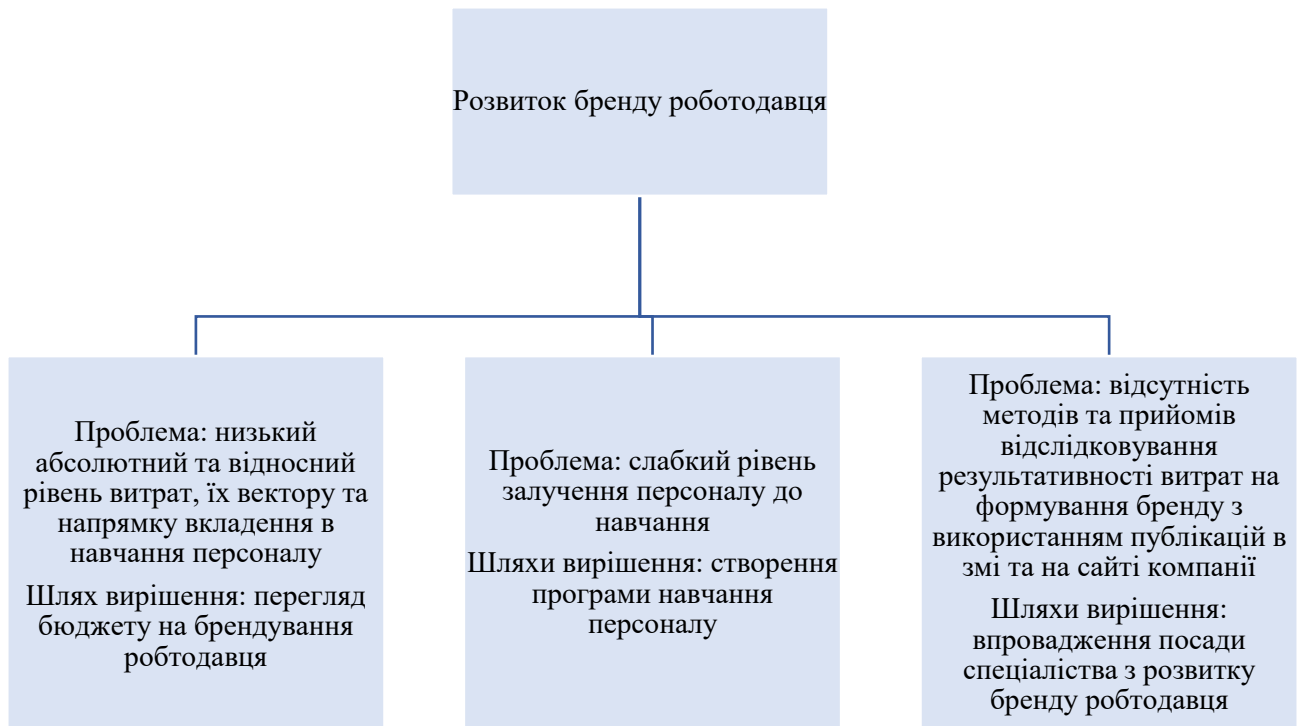 Розвиток бренду роботодавця
Проблема: низький
абсолютний та відносний
рівень витрат, їх вектору та
напрямку вкладення в
навчання персоналу
Шлях вирішення: перегляд
бюджету на брендування
робтодавця
Проблема: слабкий рівень
залучення персоналу до
навчання
Шляхи вирішення: створення
програми навчання
персоналу
Проблема: відсутність
методів та прийомів
відслідковування
результативності витрат на
формування бренду з
використанням публікацій в
змі та на сайті компанії
Шляхи вирішення:
впровадження посади
спеціаліства з розвитку
бренду робтодавця